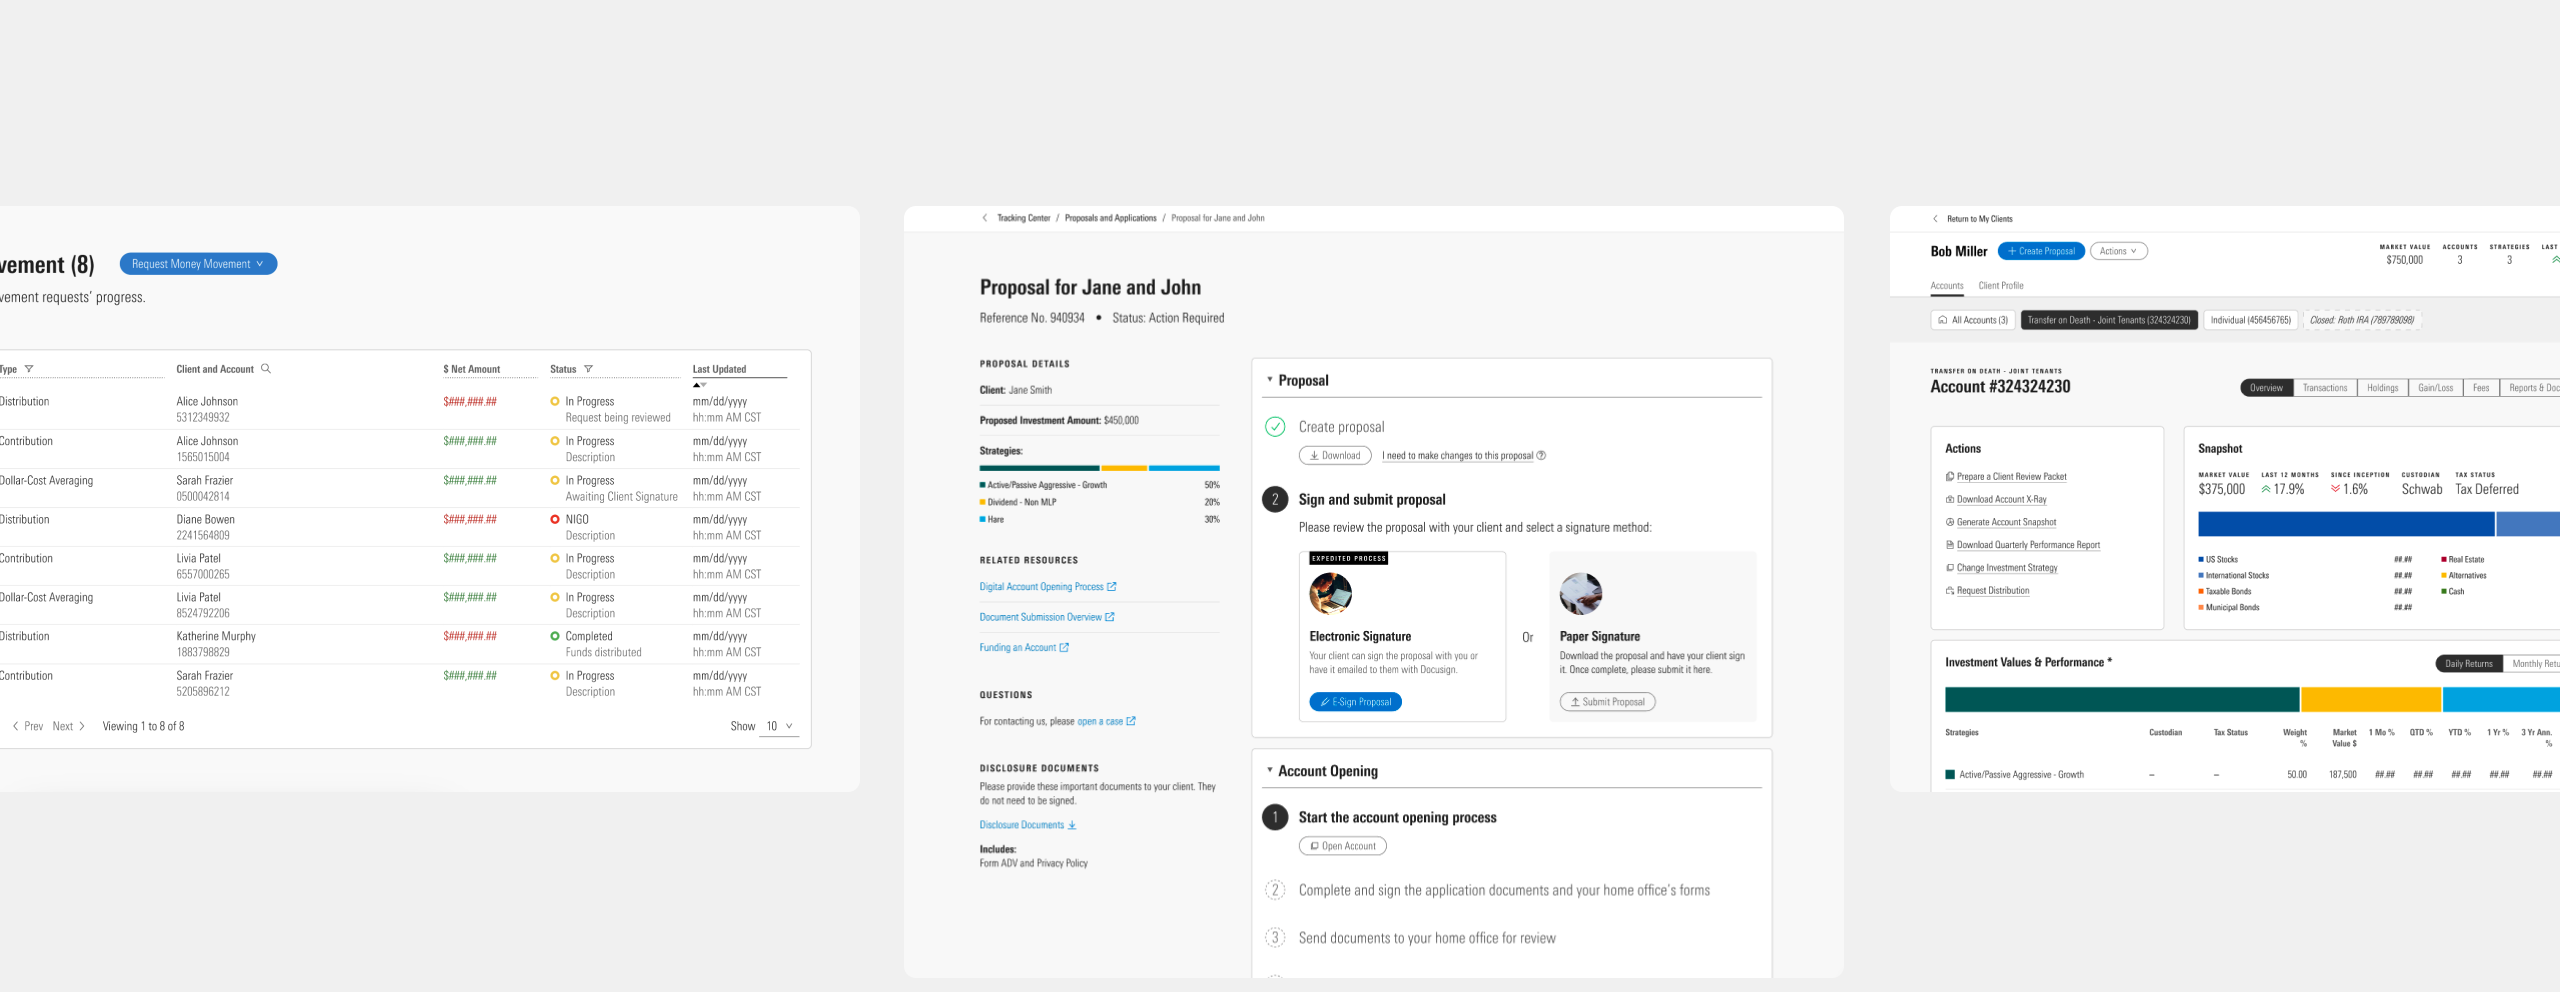 vement (8)
Request Money Movement
vement requests' progress.
Type
Client and Account
$ Net Amount
Status
Last Updated
Distribution
Alice Johnson
$###,###.##
In Progress
mm/dd/yyyy
5312349932
Request being reviewed
hh:mm AM CST
Contribution
Alice Johnson
$###,###.##
In Progress
mm/dd/yyyy
1565015004
Description
hh:mm AM CST
Dollar-Cost Averaging
Sarah Frazier
$###,###.##
In Progress
mm/dd/yyyy
0500042814
Awaiting Client Signature
hh:mm AM CST
Distribution
Diane Bowen
$###,###.##
NIGO
mm/dd/yyyy
2241564809
Description
hh:mm AM CST
Contribution
Livia Patel
$###,###.##
In Progress
mm/dd/yyyy
6557000265
Description
hh:mm AM CST
Dollar-Cost Averaging
Livia Patel
$###,###.##
In Progress
mm/dd/yyyy
8524792206
Description
hh:mm AM CST
Distribution
Katherine Murphy
$###,###.##
Completed
mm/dd/yyyy
1883798829
Funds distributed
hh:mm AM CST
Contribution
Sarah Frazier
$###,###.##
In Progress
mm/dd/yyyy
5205896212
Description
hh:mm AM CST
Prev
Next
Viewing 1 to 8 of 8
Show
10
Tracking Center / Proposals and Applications / Proposal for Jane and John
Proposal for Jane and John
Reference No. 940934 • Status: Action Required
PROPOSAL DETAILS
Client: Jane Smith
Proposed Investment Amount: $450,000
Strategies:
Active/Passive Aggressive - Growth 50%
Dividend - Non MLP 20%
Hare 30%
RELATED RESOURCES
Digital Account Opening Process
Document Submission Overview
Funding an Account
QUESTIONS
For contacting us, please open a case
DISCLOSURE DOCUMENTS
Please provide these important documents to your client. They
do not need to be signed.
Disclosure Documents
Includes:
Form ADV and Privacy Policy
Proposal
Create proposal
Download
I need to make changes to this proposal
2 Sign and submit proposal
Please review the proposal with your client and select a signature method:
EXPEDITED PROCESS
Electronic Signature
Your client can sign the proposal with you or
have it emailed to them with Docusign.
E-Sign Proposal
Or
Paper Signature
Download the proposal and have your client sign
it. Once complete, please submit it here.
Submit Proposal
Account Opening
1 Start the account opening process
Open Account
2 Complete and sign the application documents and your home office's forms
3 Send documents to your home office for review
Return to My Clients
Bob Miller
Create Proposal
Actions
MARKET VALUE
ACCOUNTS
STRATEGIES
LAST
$750,000
3
3
Accounts
Client Profile
All Accounts (3)
Transfer on Death - Joint Tenants (324324230)
Individual (456456765)
Closed: Roth IRA (789789098)
TRANSFER ON DEATH - JOINT TENANTS
Account #324324230
Overview
Transactions
Holdings
Gain/Loss
Fees
Reports & Doc
Actions
Prepare a Client Review Packet
Download Account X-Ray
Generate Account Snapshot
Download Quarterly Performance Report
Change Investment Strategy
Request Distribution
Snapshot
MARKET VALUE
LAST 12 MONTHS
SINCE INCEPTION
CUSTODIAN
TAX STATUS
$375,000
17.9%
1.6%
Schwab
Tax Deferred
US Stocks ##.##
Real Estate
International Stocks ##.##
Alternatives
Taxable Bonds ##.##
Cash
Municipal Bonds ##.##
Investment Values & Performance *
Daily Returns
Monthly Retu
Strategies
Custodian
Tax Status
Weight
%
Market
Value $
1 Mo %
QTD %
YTD %
1 Yr %
3 Yr Ann.
%
Active/Passive Aggressive - Growth
–
–
50.00
187,500
##.##
##.##
##.##
##.##
##.##